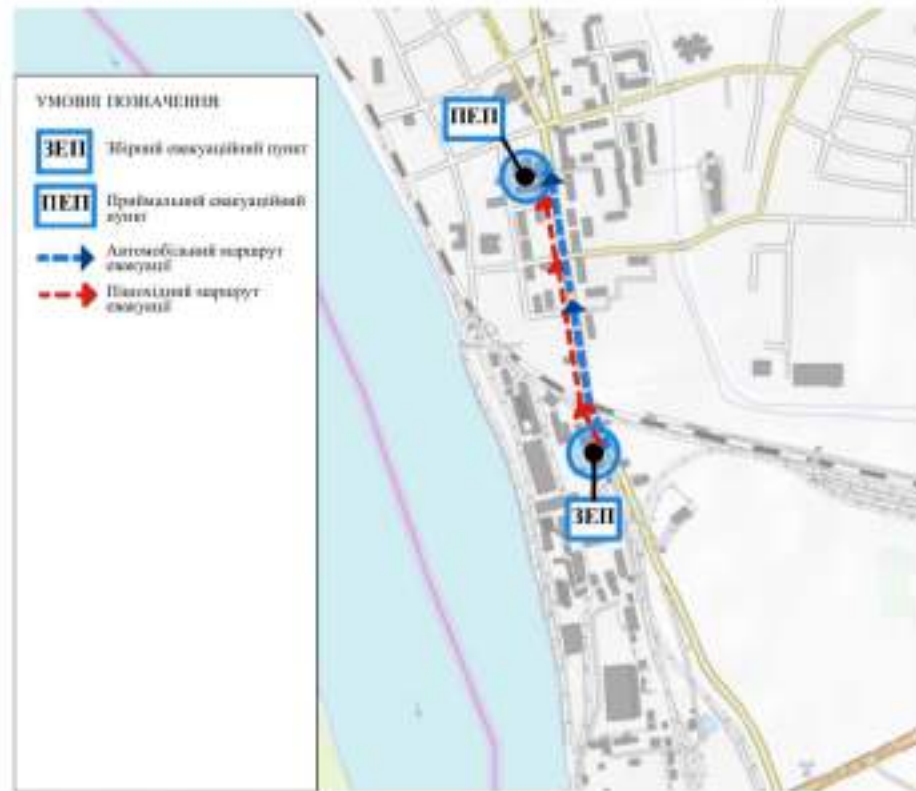 УМОВНІ ПОЗНАЧЕННЯ
ЗЕП
Збірний евакуаційний пункт
ПЕП
Приймальний евакуаційний
пункт
Автомобільний маршрут
евакуації
Пішохідний маршрут
евакуації
ПЕП
ЗЕП